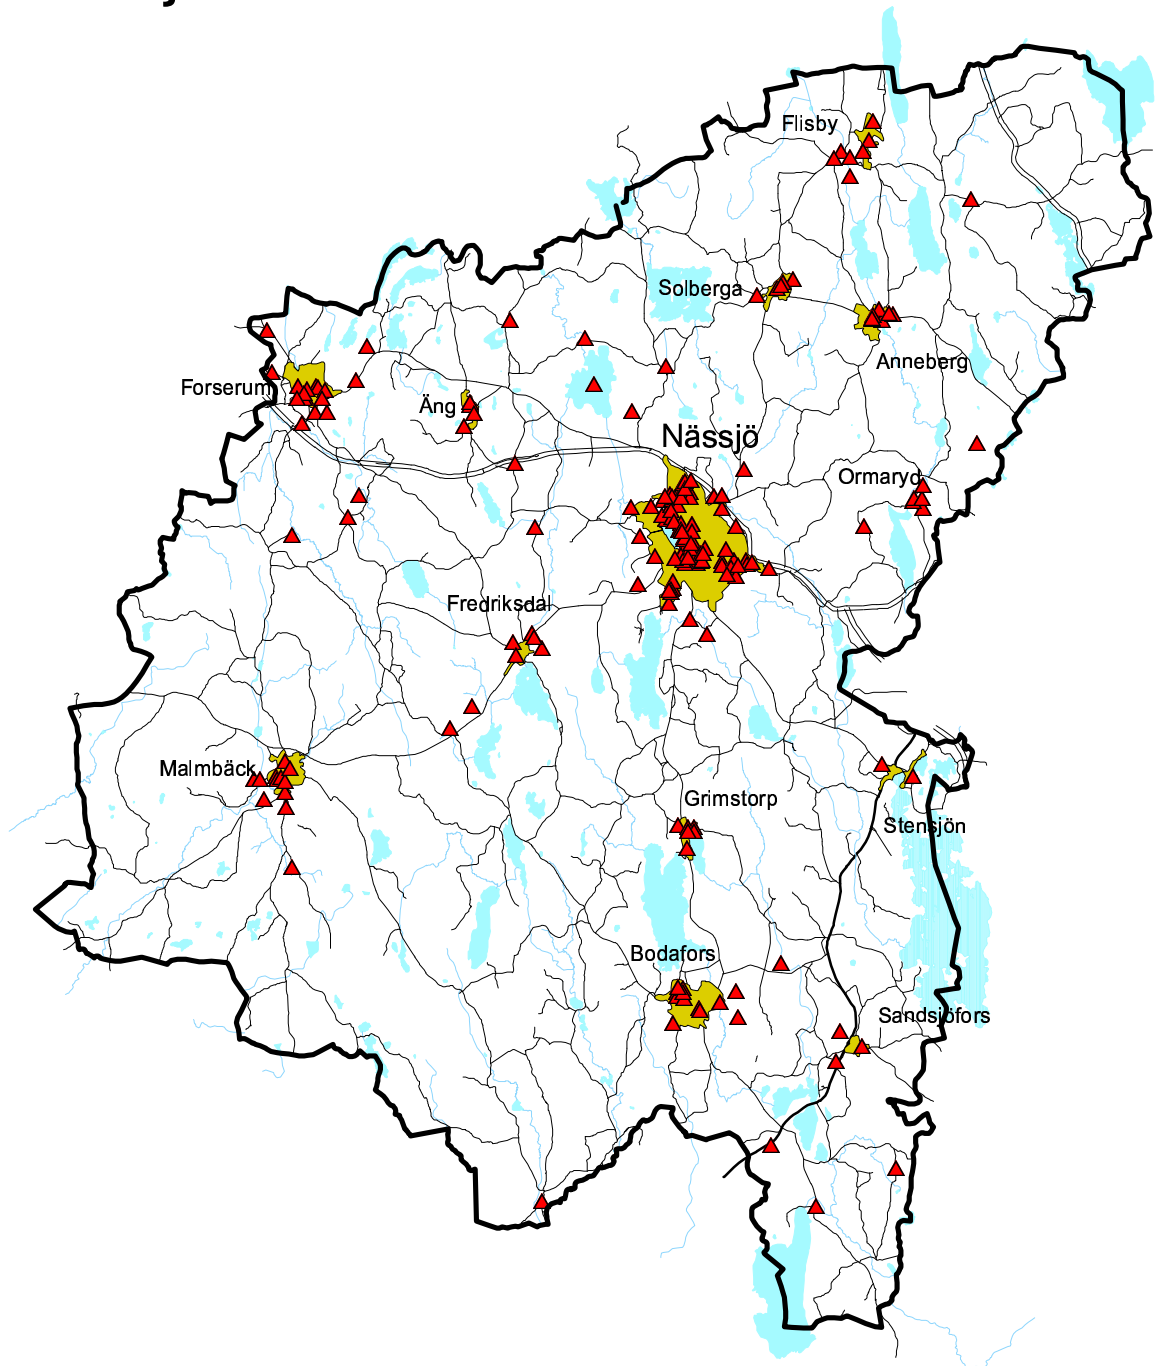 Flisby
Solberga
Anneberg
Forserum
Äng
Nässjö
Ormaryd
Fredriksdal
Malmbäck
Grimstorp
Stensjön
Bodafors
Sandsjöfors